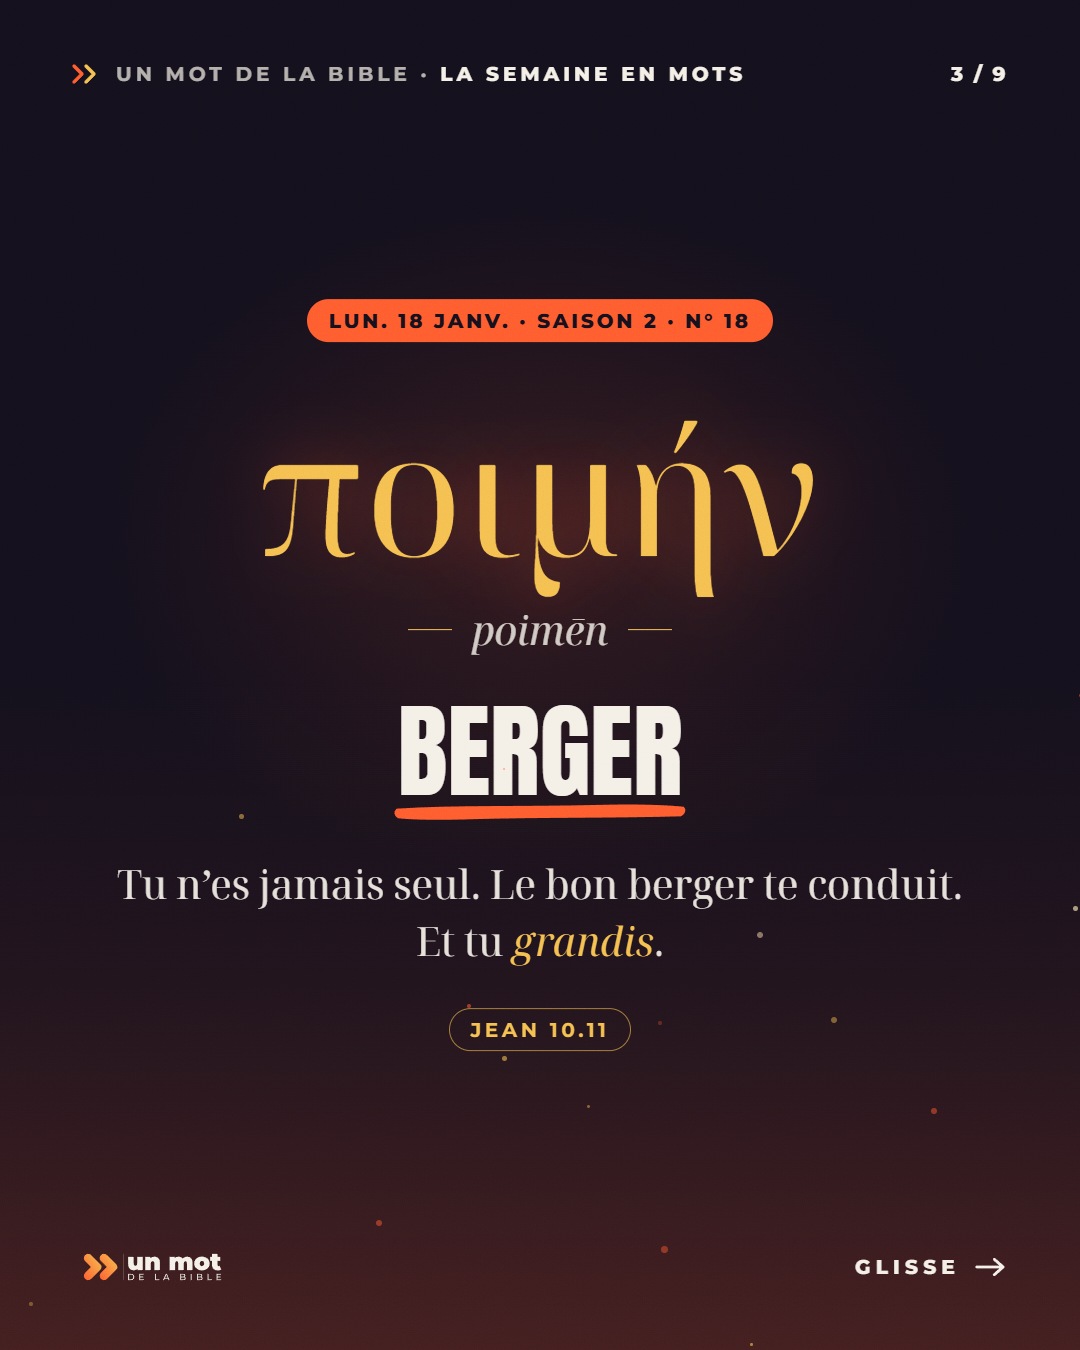 UN MOT DE LA BIBLE · LA SEMAINE EN MOTS
3 / 9
LUN. 18 JANV. · SAISON 2 · N° 18
ποιμήν
poimēn
BERGER
Tu n’es jamais seul. Le bon berger te conduit.
Et tu grandis.
JEAN 10.11
un mot
DE LA BIBLE
GLISSE →